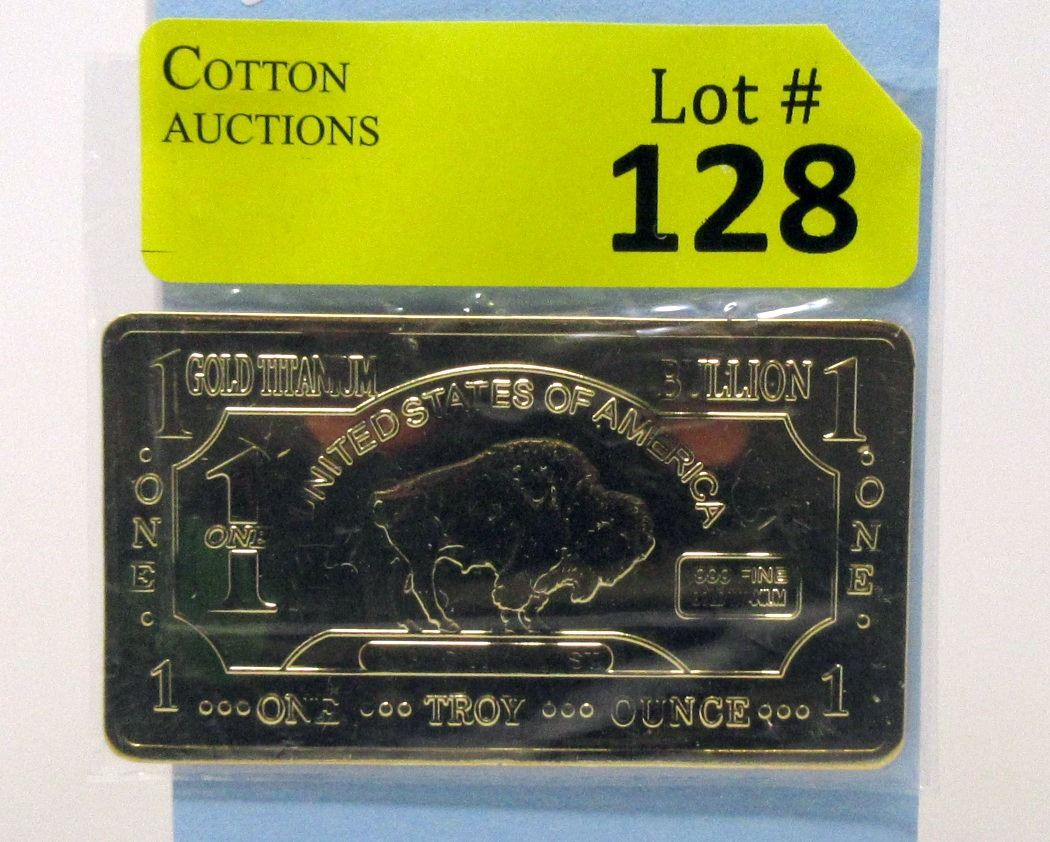 COTTON
AUCTIONS
Lot #
128
1 GOLD TITANIUM BULLION 1
UNITED STATES OF AMERICA
ONE
1 ONE
ONE
.999 FINE
1 ONE TROY OUNCE 1